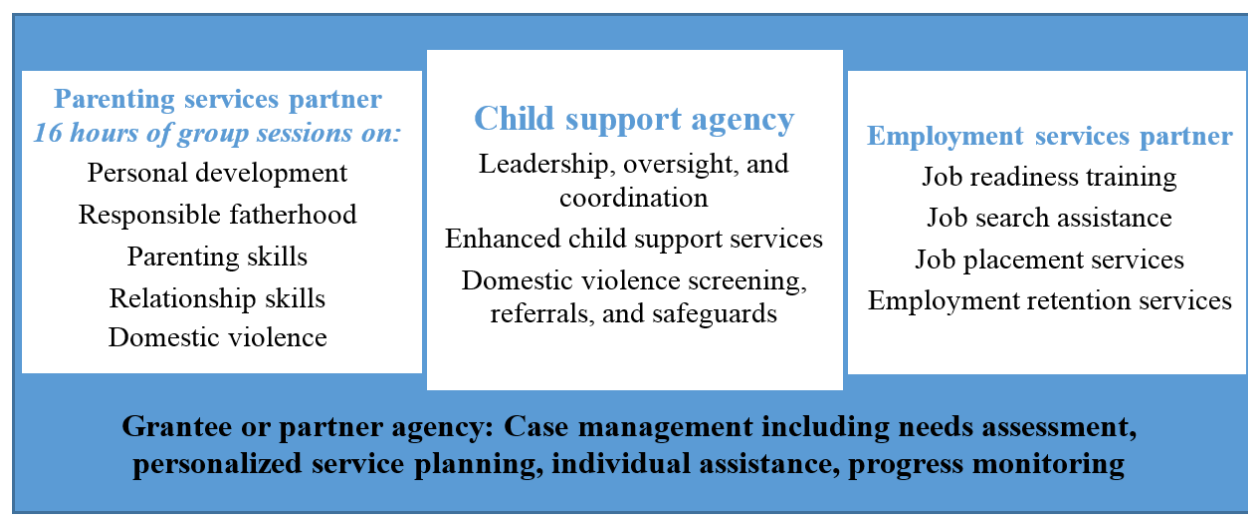 Parenting services partner
16 hours of group sessions on:
Personal development
Responsible fatherhood
Parenting skills
Relationship skills
Domestic violence
Child support agency
Leadership, oversight, and
coordination
Enhanced child support services
Domestic violence screening,
referrals, and safeguards
Employment services partner
Job readiness training
Job search assistance
Job placement services
Employment retention services
Grantee or partner agency: Case management including needs assessment,
personalized service planning, individual assistance, progress monitoring